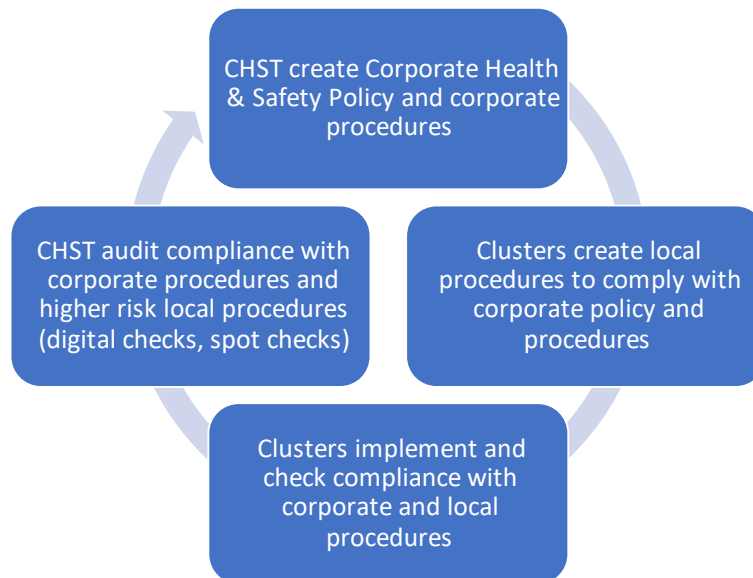 CHST create Corporate Health
& Safety Policy and corporate
procedures
Clusters create local
procedures to comply with
corporate policy and
procedures
Clusters implement and
check compliance with
corporate and local
procedures
CHST audit compliance with
corporate procedures and
higher risk local procedures
(digital checks, spot checks)